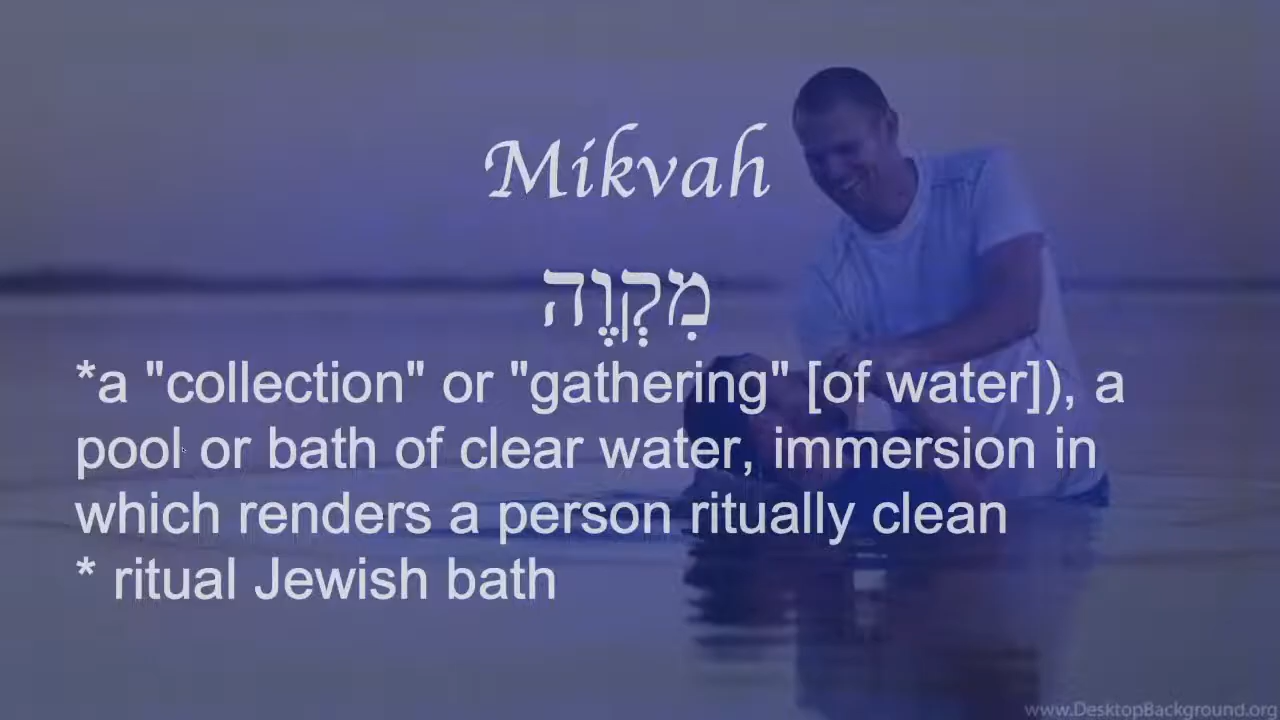 Mikvah
מִקְוֶה
*a "collection" or "gathering" [of water]), a
pool or bath of clear water, immersion in
which renders a person ritually clean
* ritual Jewish bath
www.DesktopBackground.org